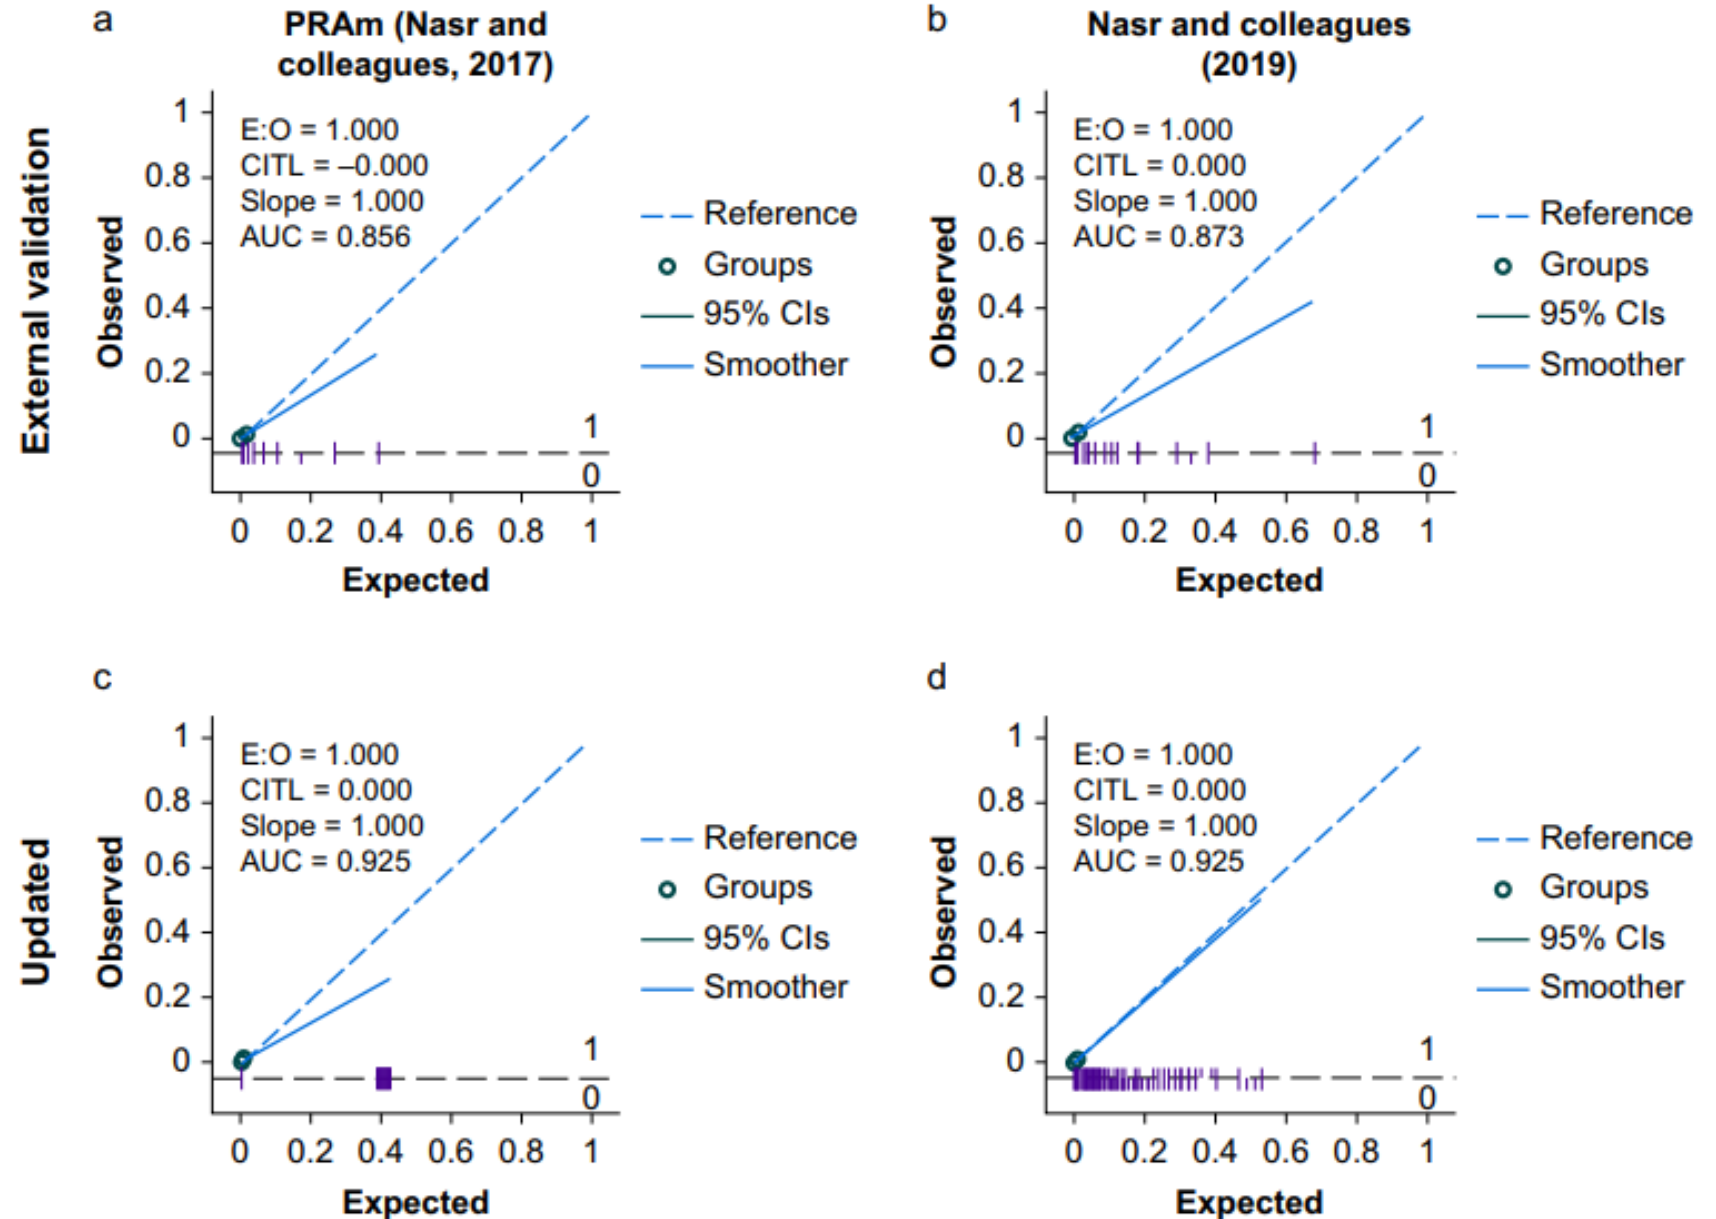 a
PRAm (Nasr and
colleagues, 2017)
External validation
Observed
1
0.8
0.6
0.4
0.2
0
E:O = 1.000
CITL = –0.000
Slope = 1.000
AUC = 0.856
Reference
Groups
95% CIs
Smoother
1
0
0 0.2 0.4 0.6 0.8 1
Expected
b
Nasr and colleagues
(2019)
Observed
1
0.8
0.6
0.4
0.2
0
E:O = 1.000
CITL = 0.000
Slope = 1.000
AUC = 0.873
Reference
Groups
95% CIs
Smoother
1
0
0 0.2 0.4 0.6 0.8 1
Expected
c
Updated
Observed
1
0.8
0.6
0.4
0.2
0
E:O = 1.000
CITL = 0.000
Slope = 1.000
AUC = 0.925
Reference
Groups
95% CIs
Smoother
1
0
0 0.2 0.4 0.6 0.8 1
Expected
d
Observed
1
0.8
0.6
0.4
0.2
0
E:O = 1.000
CITL = 0.000
Slope = 1.000
AUC = 0.925
Reference
Groups
95% CIs
Smoother
1
0
0 0.2 0.4 0.6 0.8 1
Expected